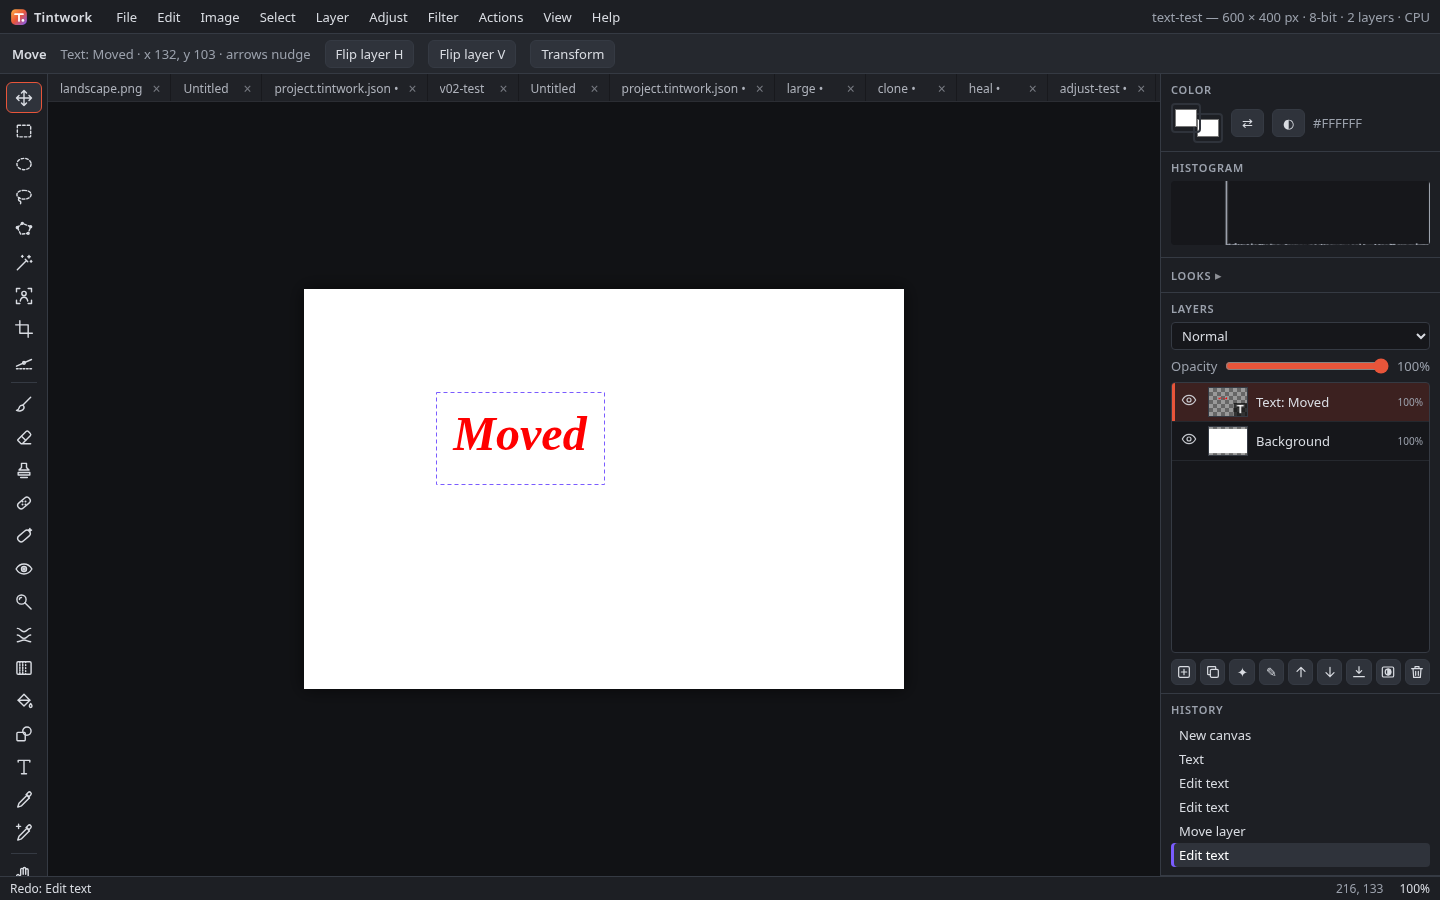 Tintwork File Edit Image Select Layer Adjust Filter Actions View Help text-test — 600 × 400 px · 8-bit · 2 layers · CPU
Move Text: Moved · x 132, y 103 · arrows nudge Flip layer H Flip layer V Transform
landscape.png × Untitled × project.tintwork.json • × v02-test × Untitled × project.tintwork.json • × large • × clone • × heal • × adjust-test • ×
COLOR
#FFFFFF
HISTOGRAM
LOOKS ▸
LAYERS
Normal
Opacity 100%
T Text: Moved 100%
Background 100%
Moved
HISTORY
New canvas
Text
Edit text
Edit text
Move layer
Edit text
Redo: Edit text 216, 133 100%